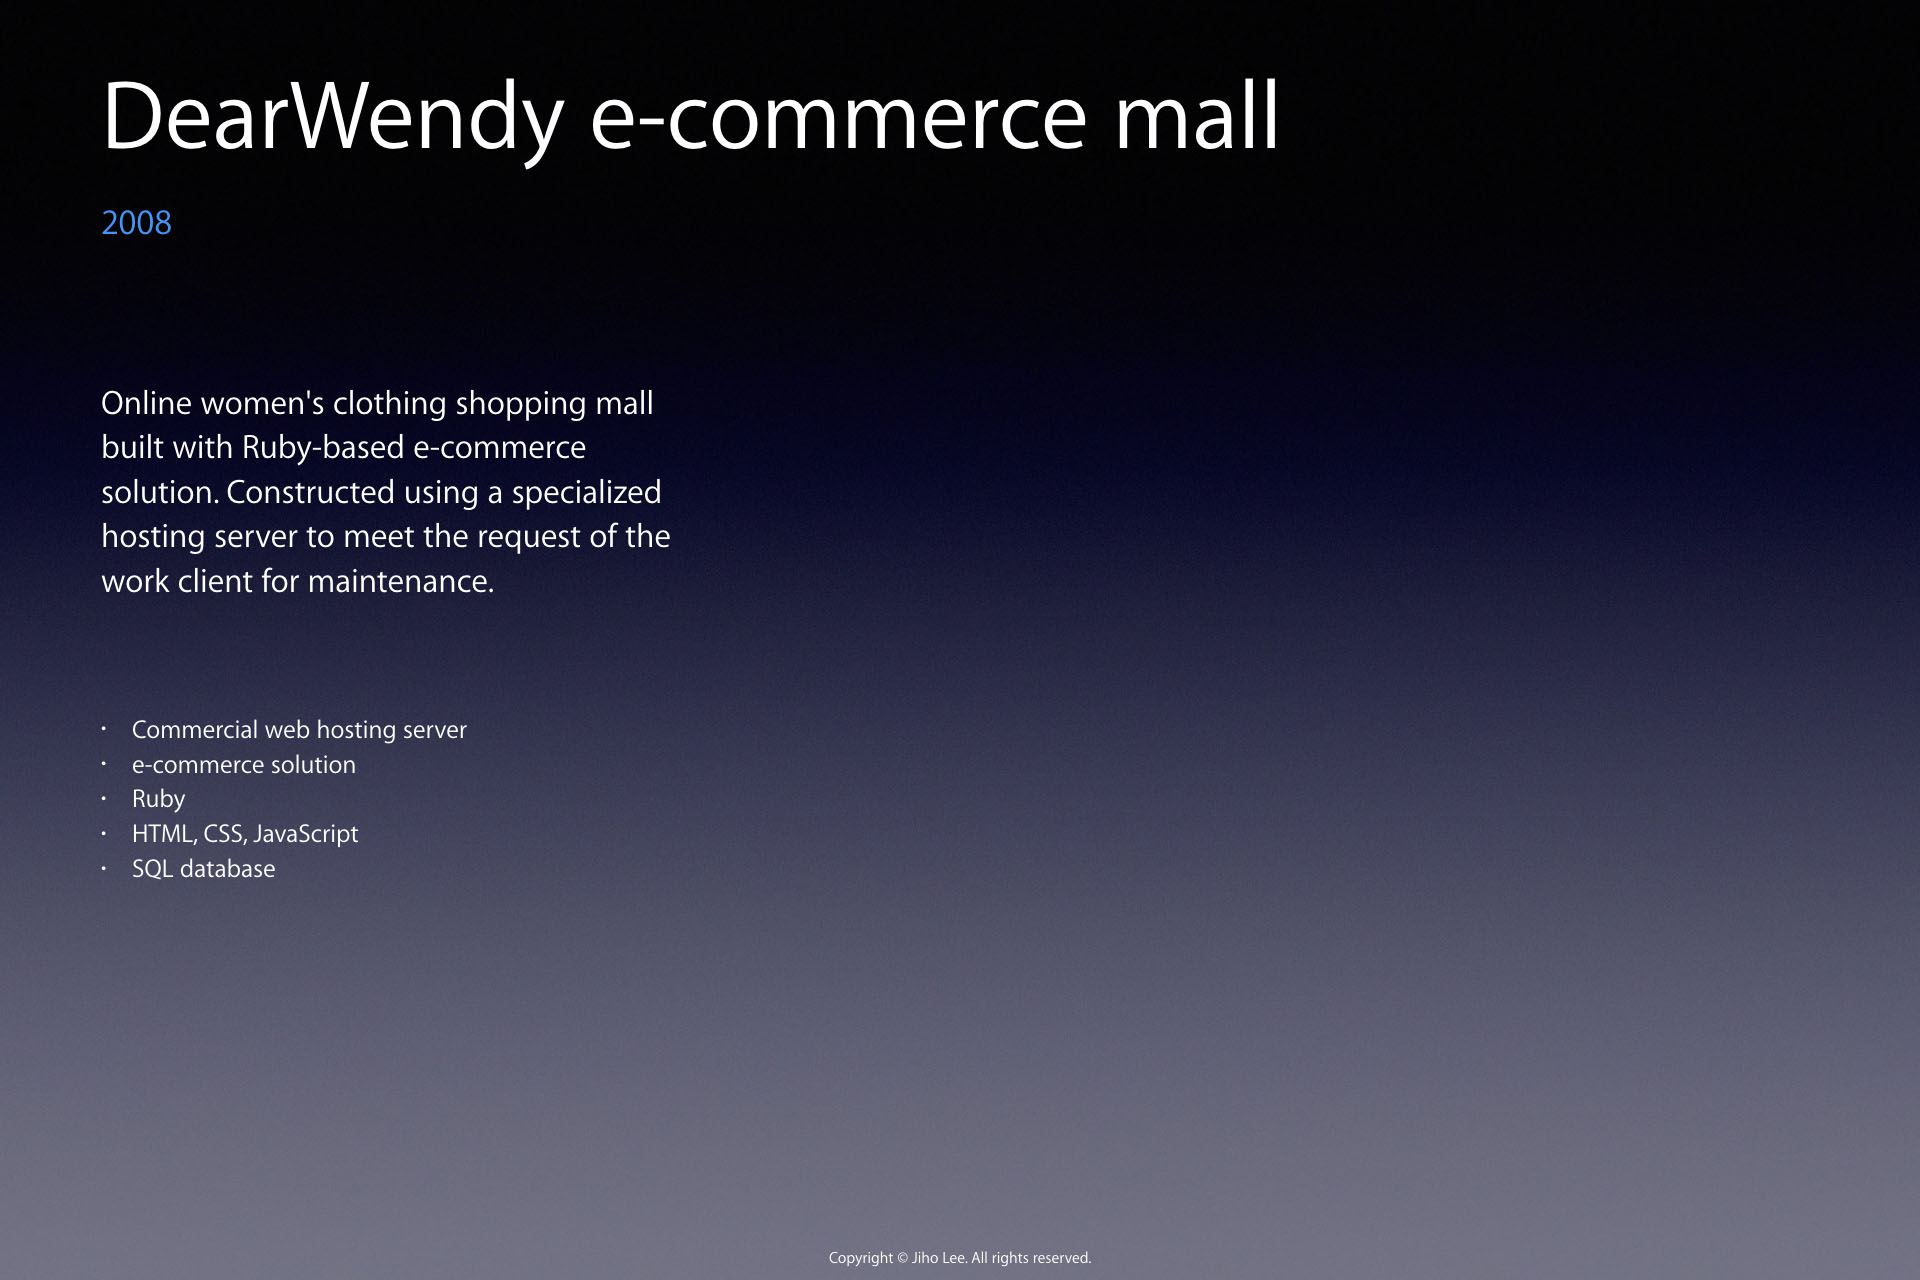 DearWendy e-commerce mall
2008
Online women's clothing shopping mall
built with Ruby-based e-commerce
solution. Constructed using a specialized
hosting server to meet the request of the
work client for maintenance.
• Commercial web hosting server
• e-commerce solution
• Ruby
• HTML, CSS, JavaScript
• SQL database
Copyright © Jiho Lee. All rights reserved.